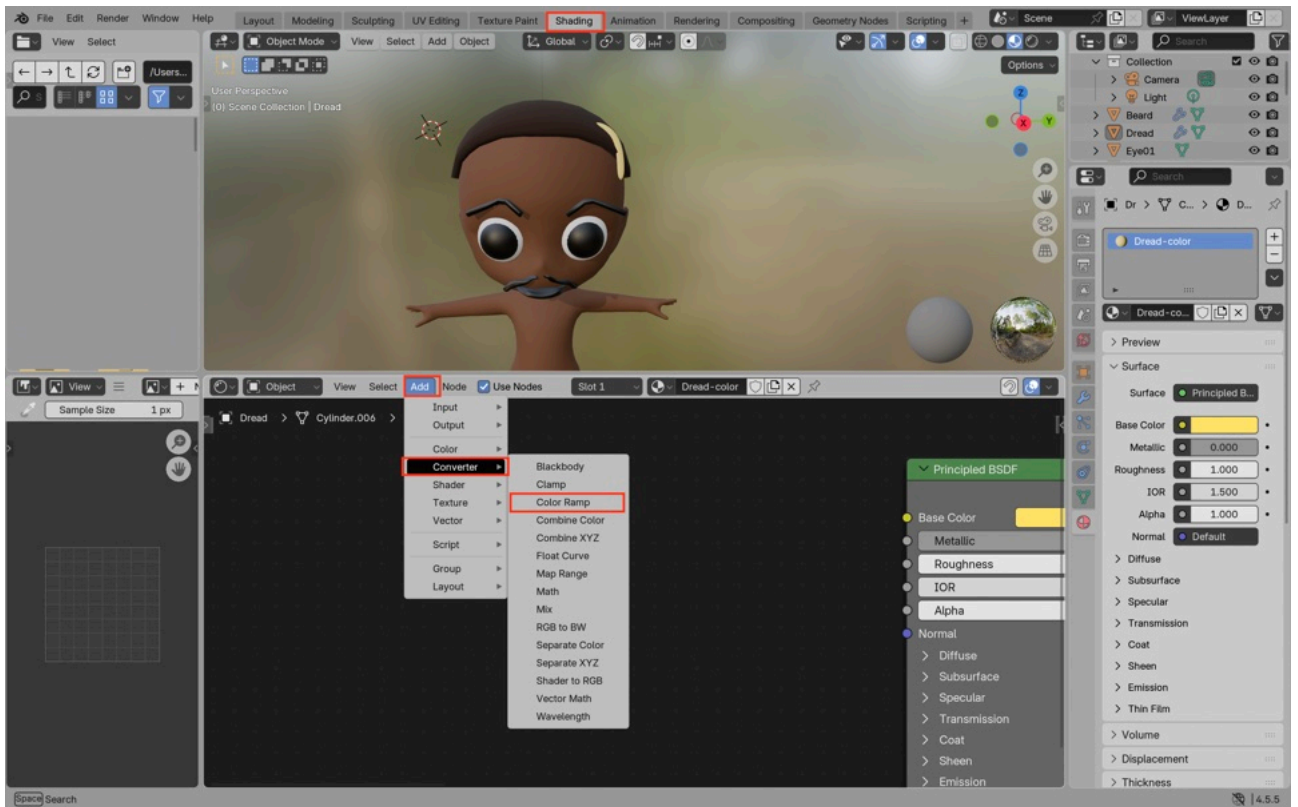 File Edit Render Window Help Layout Modeling Sculpting UV Editing Texture Paint Shading Animation Rendering Compositing Geometry Nodes Scripting + Scene ViewLayer
View Select
Object Mode View Select Add Object Global
Search
/Users...
Options
User Perspective
(0) Scene Collection | Dread
Z
X
Y
Collection
Camera
Light
Beard
Dread
Eye01
Search
Dr > C... > D...
Dread-color
Dread-co...
Preview
Surface
Surface Principled B...
Base Color
Metallic 0.000
Roughness 1.000
IOR 1.500
Alpha 1.000
Normal Default
Diffuse
Subsurface
Specular
Transmission
Coat
Sheen
Emission
Thin Film
Volume
Displacement
Thickness
View
Sample Size 1 px
Object View Select Add Node Use Nodes Slot 1 Dread-color
Dread > Cylinder.006 >
Input
Output
Color
Converter
Shader
Texture
Vector
Script
Group
Layout
Blackbody
Clamp
Color Ramp
Combine Color
Combine XYZ
Float Curve
Map Range
Math
Mix
RGB to BW
Separate Color
Separate XYZ
Shader to RGB
Vector Math
Wavelength
Principled BSDF
Base Color
Metallic
Roughness
IOR
Alpha
Normal
Diffuse
Subsurface
Specular
Transmission
Coat
Sheen
Emission
Space Search
4.5.5